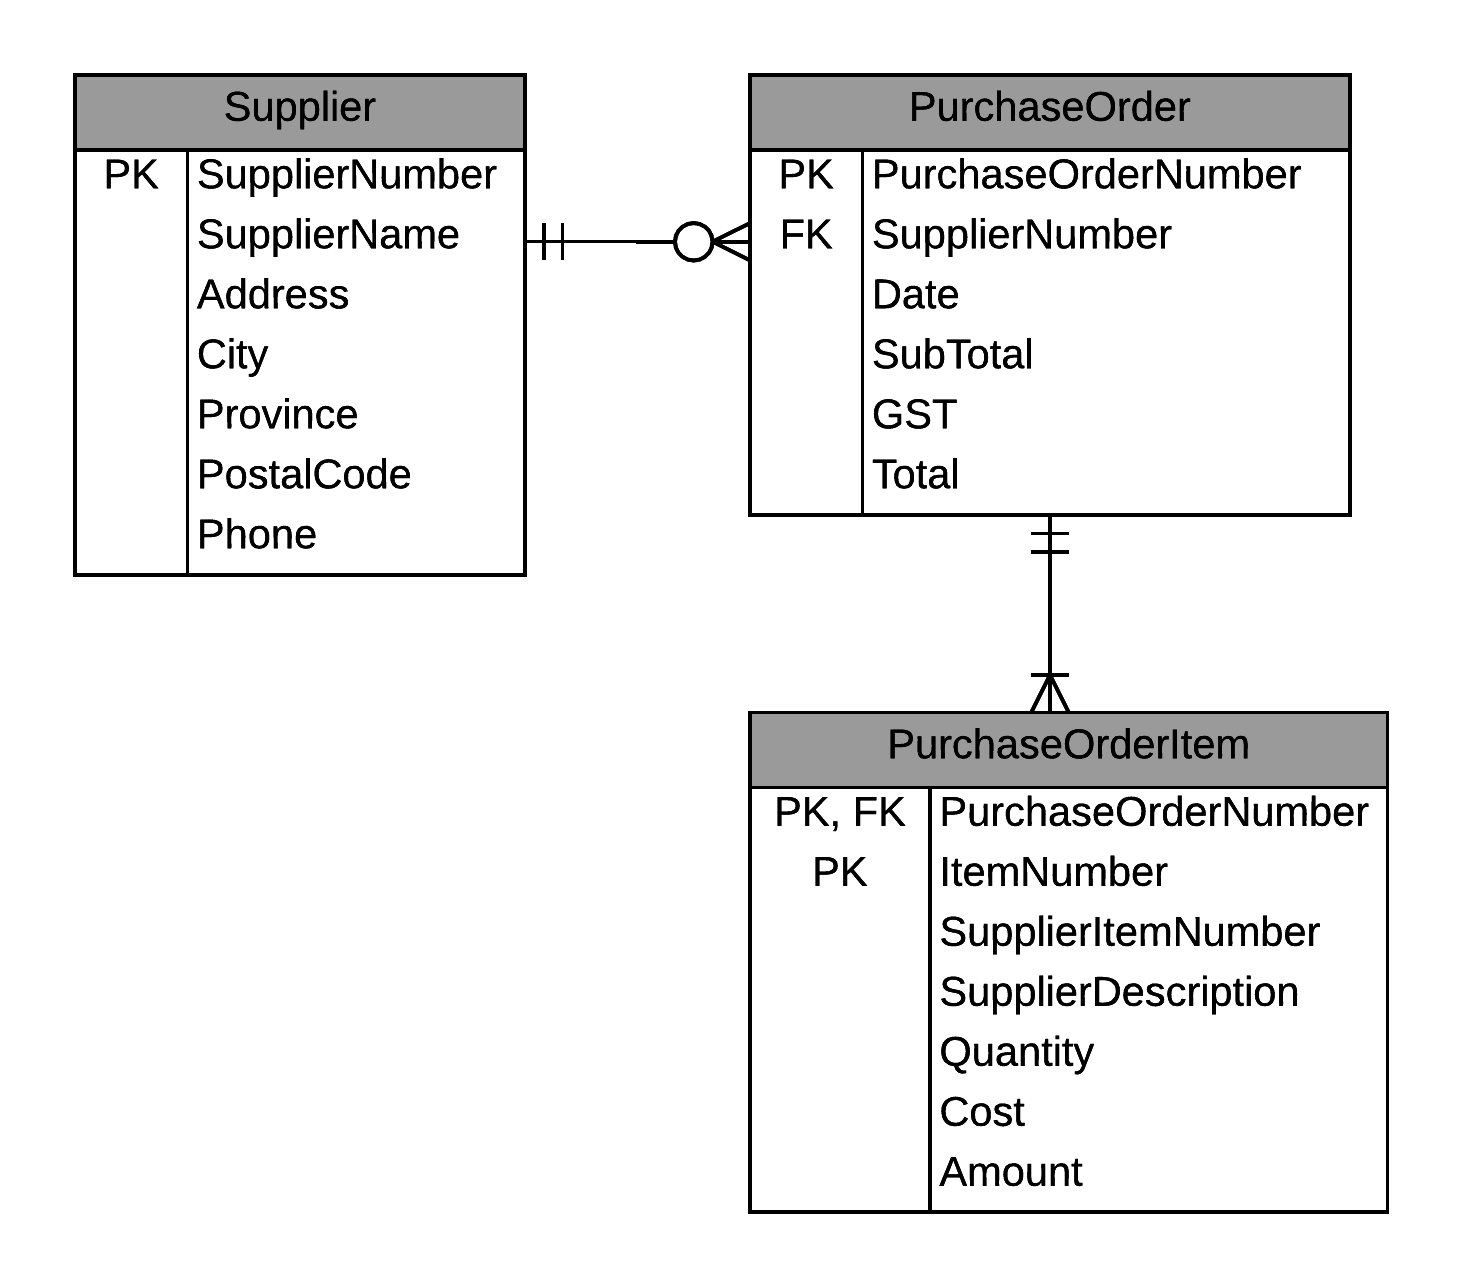 Supplier
PK SupplierNumber
SupplierName
Address
City
Province
PostalCode
Phone
PurchaseOrder
PK PurchaseOrderNumber
FK SupplierNumber
Date
SubTotal
GST
Total
PurchaseOrderItem
PK, FK PurchaseOrderNumber
PK ItemNumber
SupplierItemNumber
SupplierDescription
Quantity
Cost
Amount